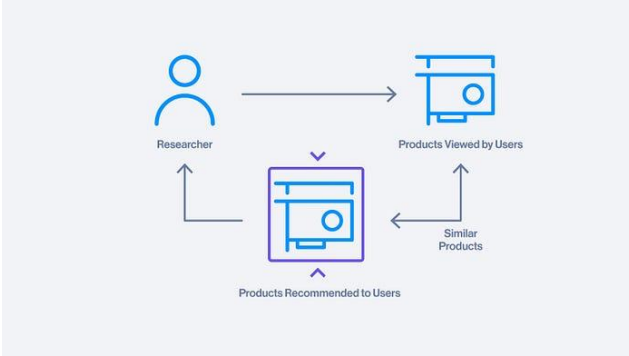 Researcher
Products Viewed by Users
Similar
Products
Products Recommended to Users